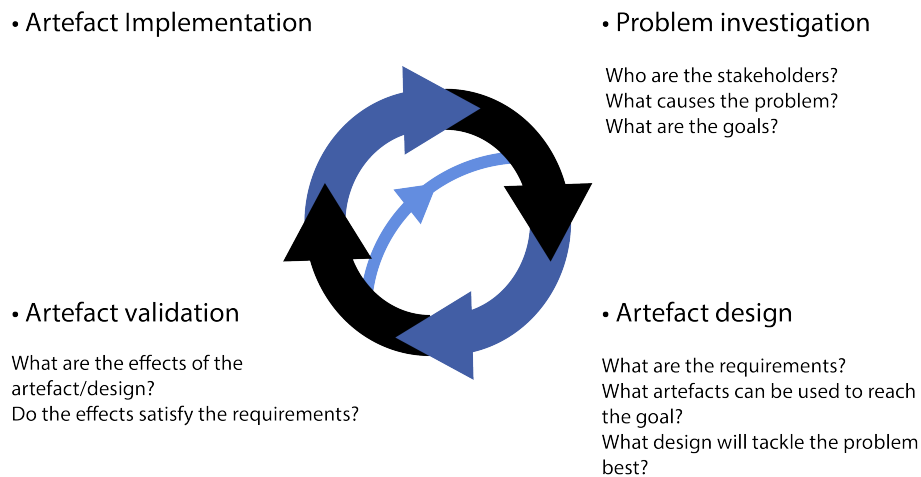 • Artefact Implementation
• Problem investigation
Who are the stakeholders?
What causes the problem?
What are the goals?
• Artefact validation
What are the effects of the
artefact/design?
Do the effects satisfy the requirements?
• Artefact design
What are the requirements?
What artefacts can be used to reach
the goal?
What design will tackle the problem
best?